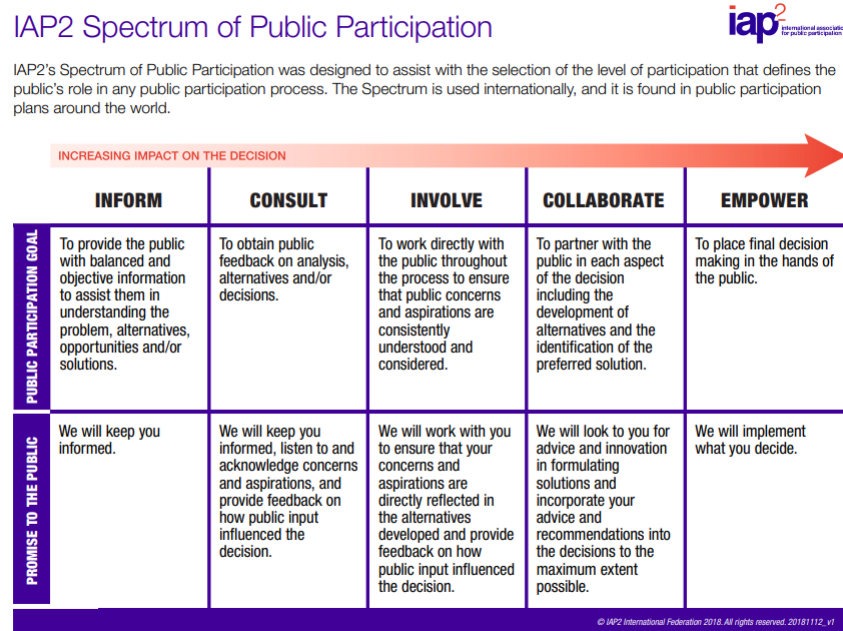 IAP2 Spectrum of Public Participation
iap2
international associatio
for public participation
IAP2's Spectrum of Public Participation was designed to assist with the selection of the level of participation that defines the
public's role in any public participation process. The Spectrum is used internationally, and it is found in public participation
plans around the world.
INCREASING IMPACT ON THE DECISION
INFORM
CONSULT
INVOLVE
COLLABORATE
EMPOWER
PUBLIC PARTICIPATION GOAL
To provide the public
with balanced and
objective information
to assist them in
understanding the
problem, alternatives,
opportunities and/or
solutions.
To obtain public
feedback on analysis,
alternatives and/or
decisions.
To work directly with
the public throughout
the process to ensure
that public concerns
and aspirations are
consistently
understood and
considered.
To partner with the
public in each aspect
of the decision
including the
development of
alternatives and the
identification of the
preferred solution.
To place final decision
making in the hands of
the public.
PROMISE TO THE PUBLIC
We will keep you
informed.
We will keep you
informed, listen to and
acknowledge concerns
and aspirations, and
provide feedback on
how public input
influenced the
decision.
We will work with you
to ensure that your
concerns and
aspirations are
directly reflected in
the alternatives
developed and provide
feedback on how
public input influenced
the decision.
We will look to you for
advice and innovation
in formulating
solutions and
incorporate your
advice and
recommendations into
the decisions to the
maximum extent
possible.
We will implement
what you decide.
© IAP2 International Federation 2018. All rights reserved. 20181112_v1